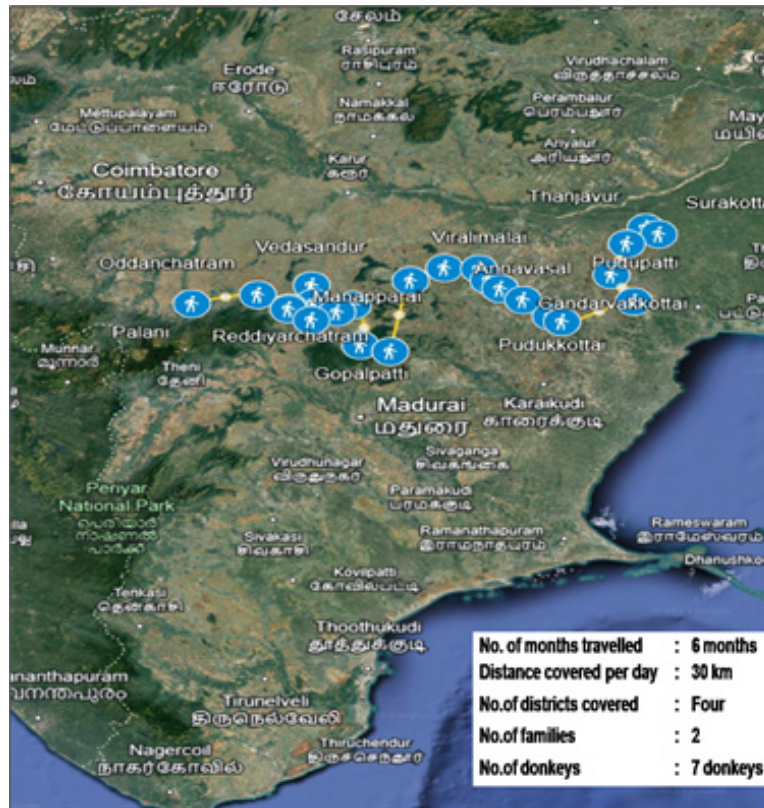 சேலம்
Rasipuram
ராசிபுரம்
Virudhachalam
விருத்தாச்சலம்
Erode
ஈரோடு
Namakkal
நாமக்கல்
Perambalur
பெரம்பலூர்
Mettupalayam
மேட்டுப்பாளையம்
Ariyalur
அரியலூர்
Coimbatore
கோயம்புத்தூர்
Karur
கரூர்
Thanjavur
Surakottai
Vedasandur
Viralimalai
Oddanchatram
Annavasal
Pudupatti
Manapparai
Gandarvakkottai
Palani
Reddiyarchatram
Pudukkottai
Munnar
மூன்னார்
Theni
தேனி
Gopalpatti
Madurai
மதுரை
Karaikudi
காரைக்குடி
Sivaganga
சிவகங்கை
Virudhunagar
விருதுநகர்
Periyar
National Park
பெரியார்
நாஷணல்
பார்க்
Paramakudi
பரமக்குடி
Sivakasi
சிவகாசி
Ramanathapuram
இராமநாதபுரம்
Rameswaram
இராமேஸ்வரம்
Dhanushko
Kovilpatti
கோவில்பட்டி
Tenkasi
தென்காசி
Thoothukudi
தூத்துக்குடி
No. of months travelled : 6 months
Distance covered per day : 30 km
No.of districts covered : Four
No.of families : 2
No.of donkeys : 7 donkeys
ananthapuram
Tirunelveli
திருநெல்வேலி
Nagercoil
நாகர்கோவில்
Thiruchendur
திருச்செந்தூர்